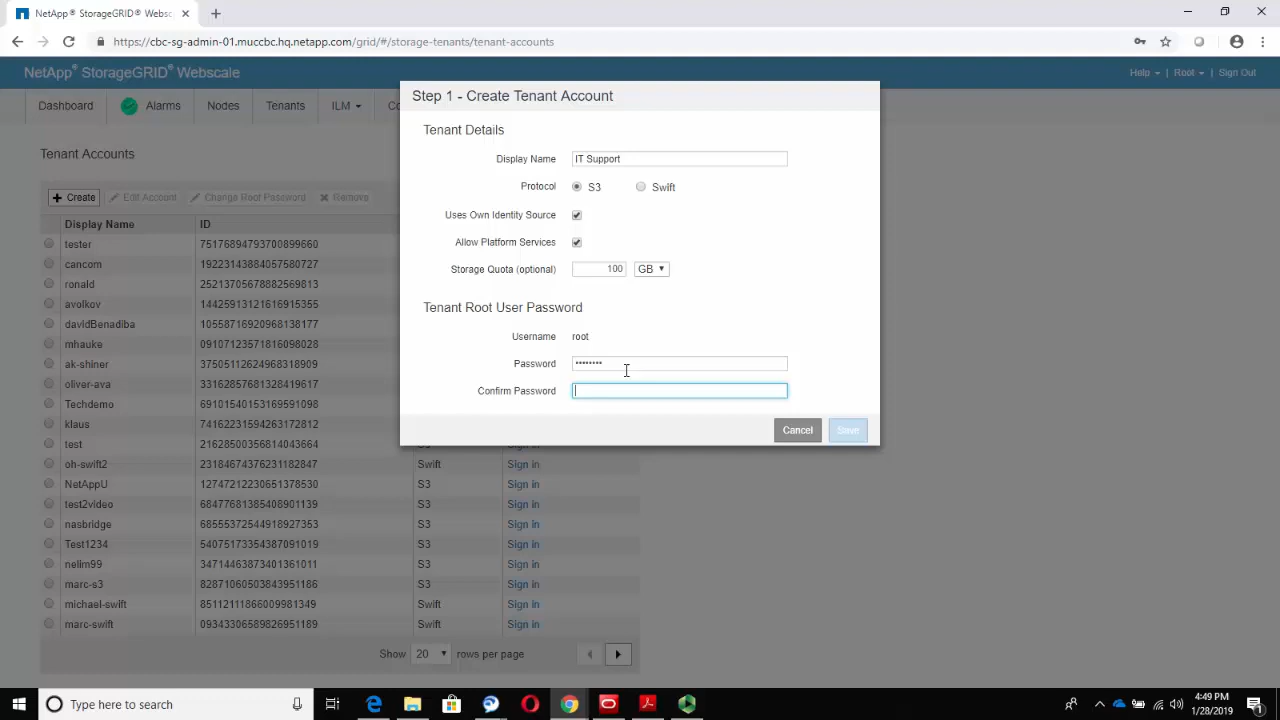 NetApp® StorageGRID® Websc
https://cbc-sg-admin-01.muccbc.hq.netapp.com/grid/#/storage-tenants/tenant-accounts
NetApp® StorageGRID® Webscale
Help | Root | Sign Out
Dashboard Alarms Nodes Tenants ILM Co
Step 1 - Create Tenant Account
Tenant Details
Display Name IT Support
Protocol S3 Swift
Uses Own Identity Source
Allow Platform Services
Storage Quota (optional) 100 GB
Tenant Root User Password
Username root
Password ••••••••
Confirm Password
Cancel Save
Tenant Accounts
+ Create Edit Account Change Root Password Remove
Display Name ID
tester 75176894793700899660
cancom 19223143884057580727
ronald 25213705678882569813
avolkov 14425913121616915355
davidBenadiba 10558716920968138177
mhauke 09107123571816098028
ak-shiner 37505112624968318909
oliver-ava 33162857681328419617
Techdemo 69101540153169591098
klaus 74162231594263172812
test 21628500356814043664
oh-swift2 23184674376231182847 Swift Sign in
NetAppU 12747212230651378530 S3 Sign in
test2video 68477681385408901139 S3 Sign in
nasbridge 68555372544918927353 S3 Sign in
Test1234 54075173354387091019 S3 Sign in
nelim99 34714463873401361011 S3 Sign in
marc-s3 82871060503843951186 S3 Sign in
michael-swift 85112111866009981349 Swift Sign in
marc-swift 09343306589826951189 Swift Sign in
Show 20 rows per page
Type here to search
4:49 PM
1/28/2019